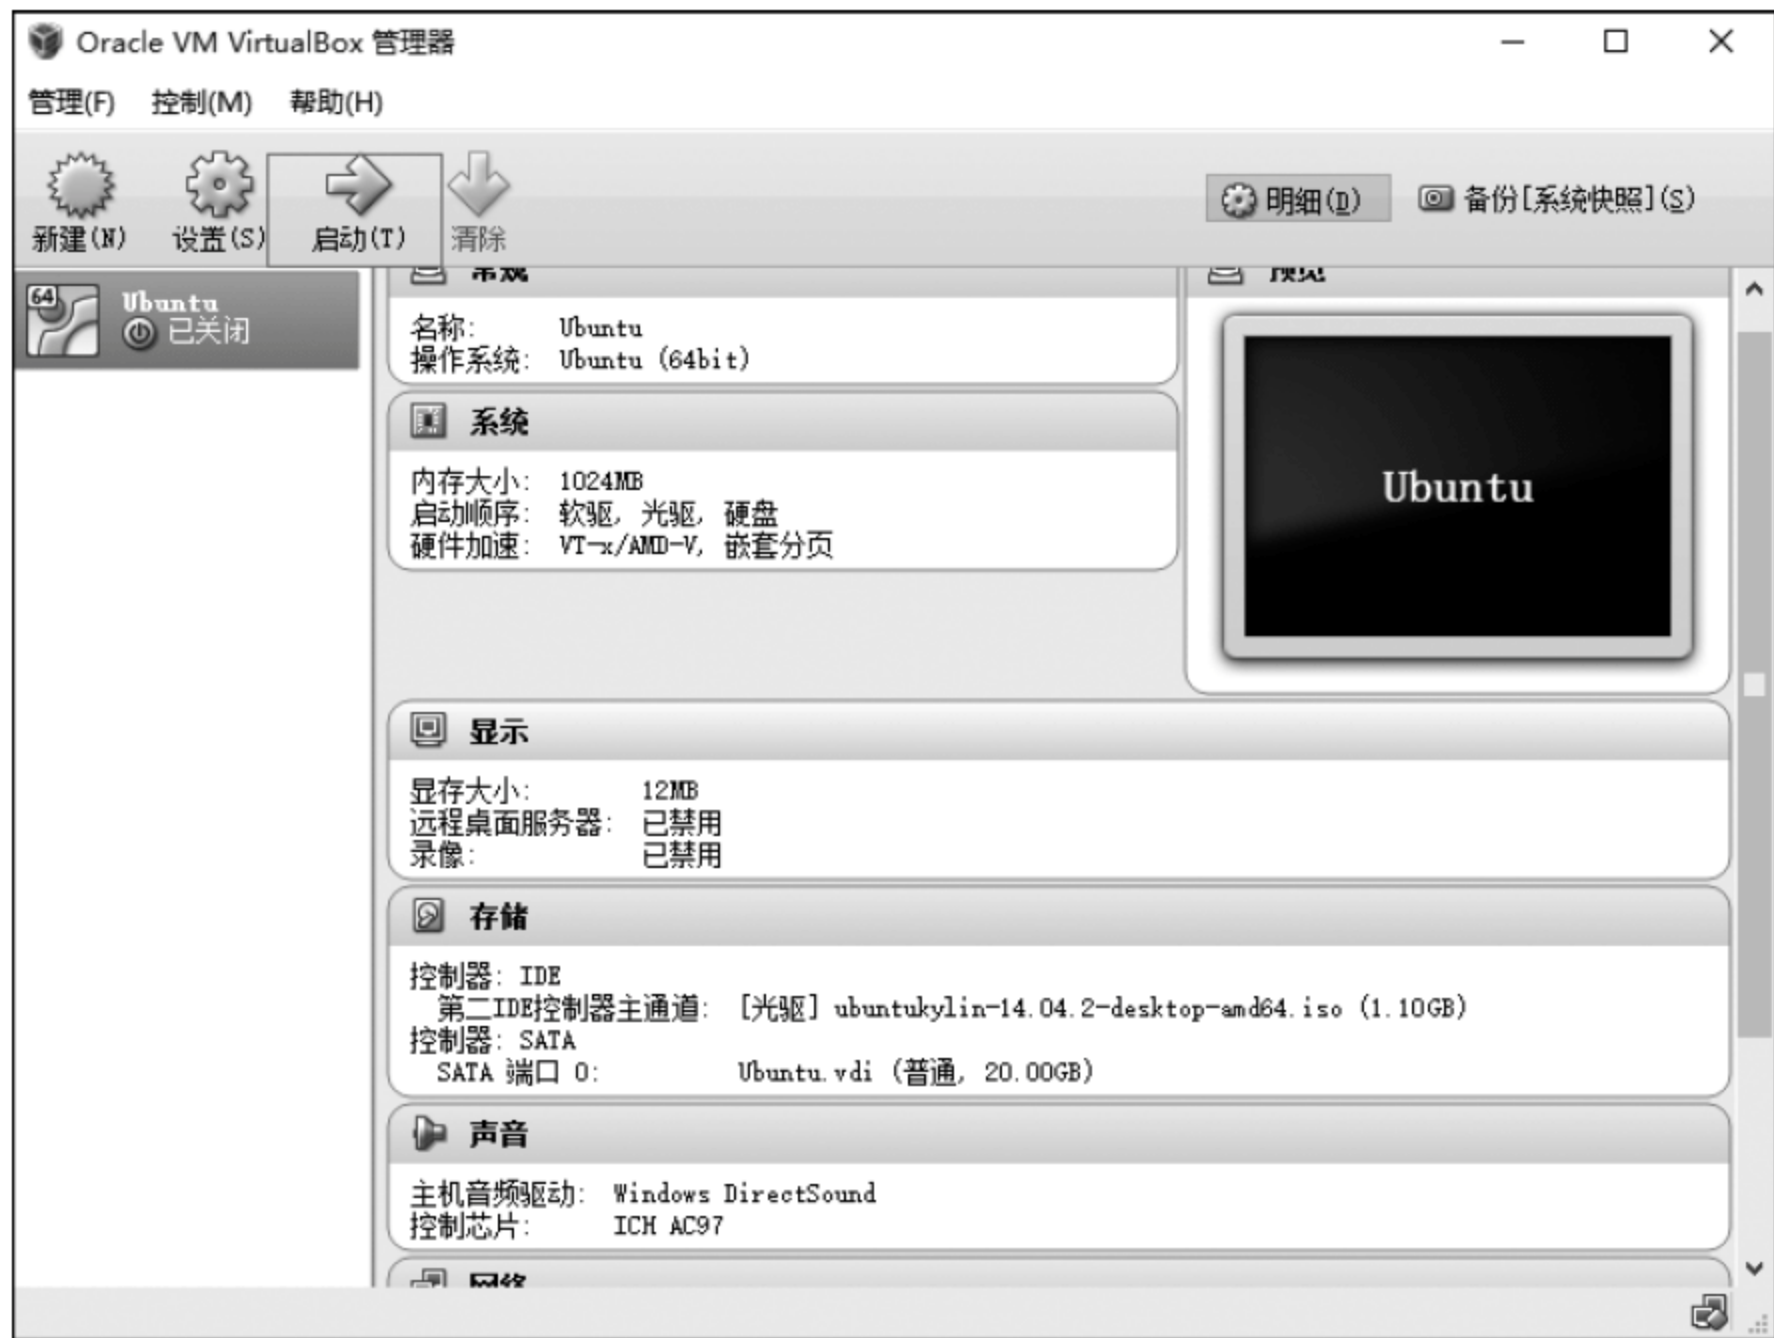 Oracle VM VirtualBox 管理器
管理(F) 控制(M) 帮助(H)
新建(N) 设置(S) 启动(T) 清除 明细(D) 备份[系统快照](S)
64
Ubuntu
已关闭
常规
名称: Ubuntu
操作系统: Ubuntu (64bit)
系统
内存大小: 1024MB
启动顺序: 软驱, 光驱, 硬盘
硬件加速: VT-x/AMD-V, 嵌套分页
预览
Ubuntu
显示
显存大小: 12MB
远程桌面服务器: 已禁用
录像: 已禁用
存储
控制器: IDE
第二IDE控制器主通道: [光驱] ubuntukylin-14.04.2-desktop-amd64.iso (1.10GB)
控制器: SATA
SATA 端口 0: Ubuntu.vdi (普通, 20.00GB)
声音
主机音频驱动: Windows DirectSound
控制芯片: ICH AC97
网络